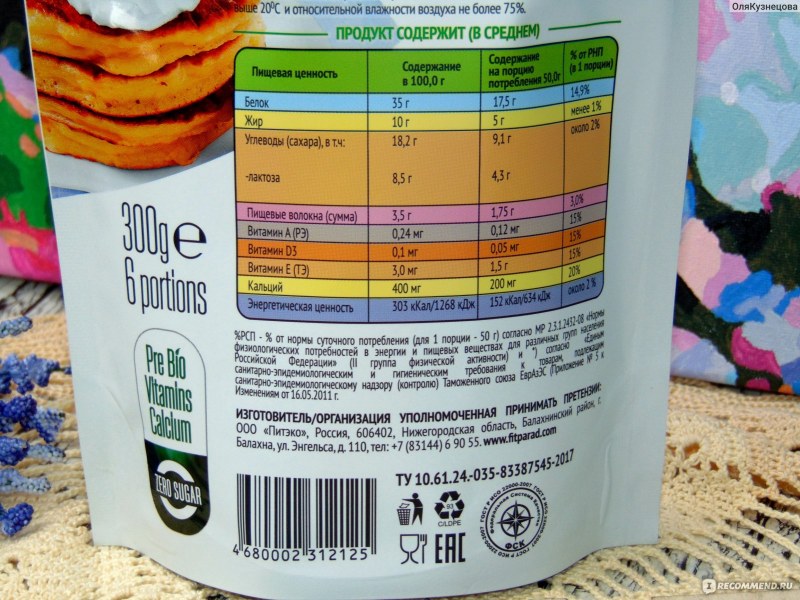 ОляКузнецова
выше 20⁰С и относительной влажности воздуха не более 75%.
ПРОДУКТ СОДЕРЖИТ (В СРЕДНЕМ)
Пищевая ценность Содержание в 100,0 г Содержание на порцию потребления 50,0г % от РНП (в 1 порции)
Белок 35 г 17,5 г 14,9%
Жир 10 г 5 г менее 1%
Углеводы (сахара), в т.ч: 18,2 г 9,1 г около 2%
-лактоза 8,5 г 4,3 г
Пищевые волокна (сумма) 3,5 г 1,75 г 3,0%
Витамин А (РЭ) 0,24 мг 0,12 мг 15%
Витамин D3 0,1 мг 0,05 мг 15%
Витамин Е (ТЭ) 3,0 мг 1,5 г 15%
Кальций 400 мг 200 мг 20%
Энергетическая ценность 303 кКал/1268 кДж 152 кКал/634 кДж около 2 %
300g e
6 portions
%РСП - % от нормы суточного потребления (для 1 порции - 50 г) согласно МР 2.3.1.2432-08 «Нормы
физиологических потребностей в энергии и пищевых веществах для различных групп населения
Российской Федерации» (II группа физической активности) и *) согласно «Единым
санитарно-эпидемиологическим и гигиеническим требования к товарам, подлежащим
санитарно-эпидемиологическому надзору (контролю) Таможенного союза ЕврАзЭС (Приложение № 5 к
Изменениям от 16.05.2011 г.
Pre Bio
Vitamins
Calcium
ZERO SUGAR
ИЗГОТОВИТЕЛЬ/ОРГАНИЗАЦИЯ УПОЛНОМОЧЕННАЯ ПРИНИМАТЬ ПРЕТЕНЗИИ:
ООО «Питэко», Россия, 606402, Нижегородская область, Балахнинский район, г.
Балахна, ул. Энгельса, д. 110, тел: +7 (83144) 6 90 55. www.fitparad.com
ТУ 10.61.24.-035-83387545-2017
4 680002 312125
C/LDPE
EAC
ФСК
I RECOMMEND.RU